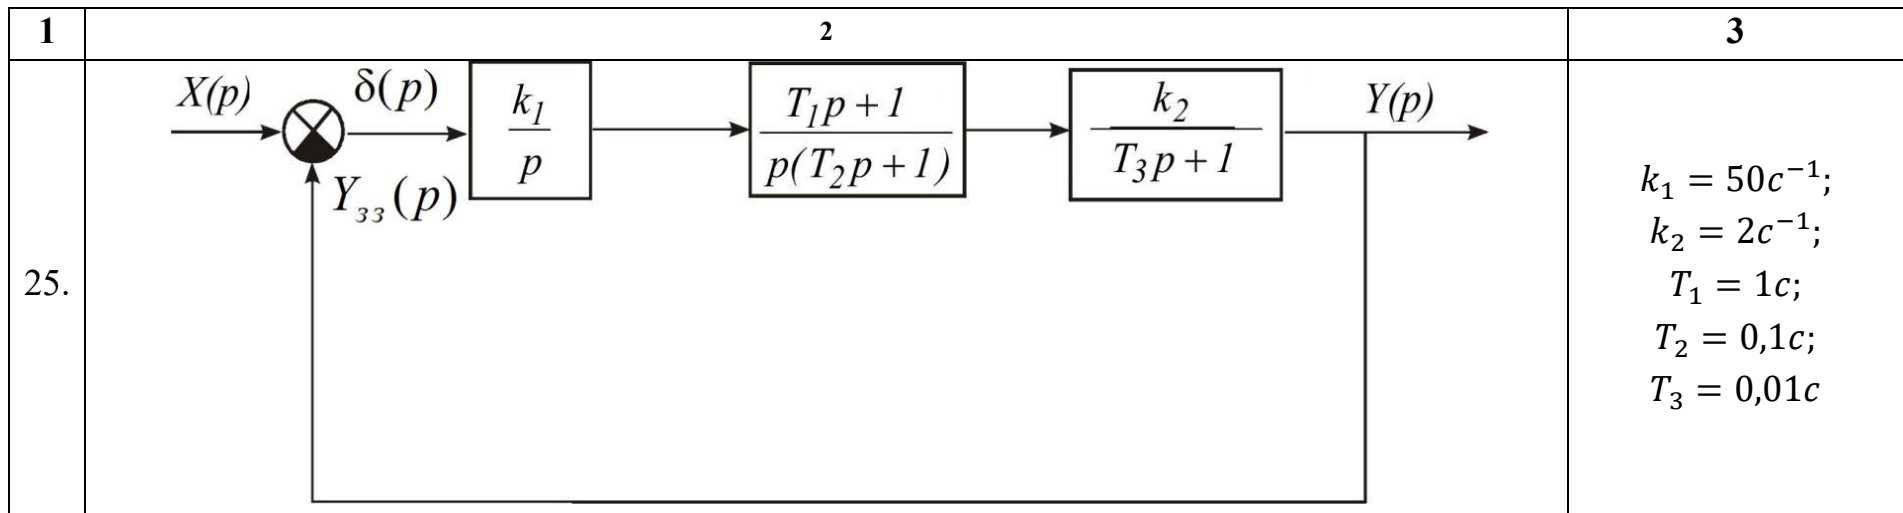 1 2 3
25.
X(p) δ(p) Y(p)
k₁
p
T₁p + 1
p(T₂p + 1)
k₂
T₃p + 1
Yзз(p)
k₁ = 50c⁻¹;
k₂ = 2c⁻¹;
T₁ = 1c;
T₂ = 0,1c;
T₃ = 0,01c